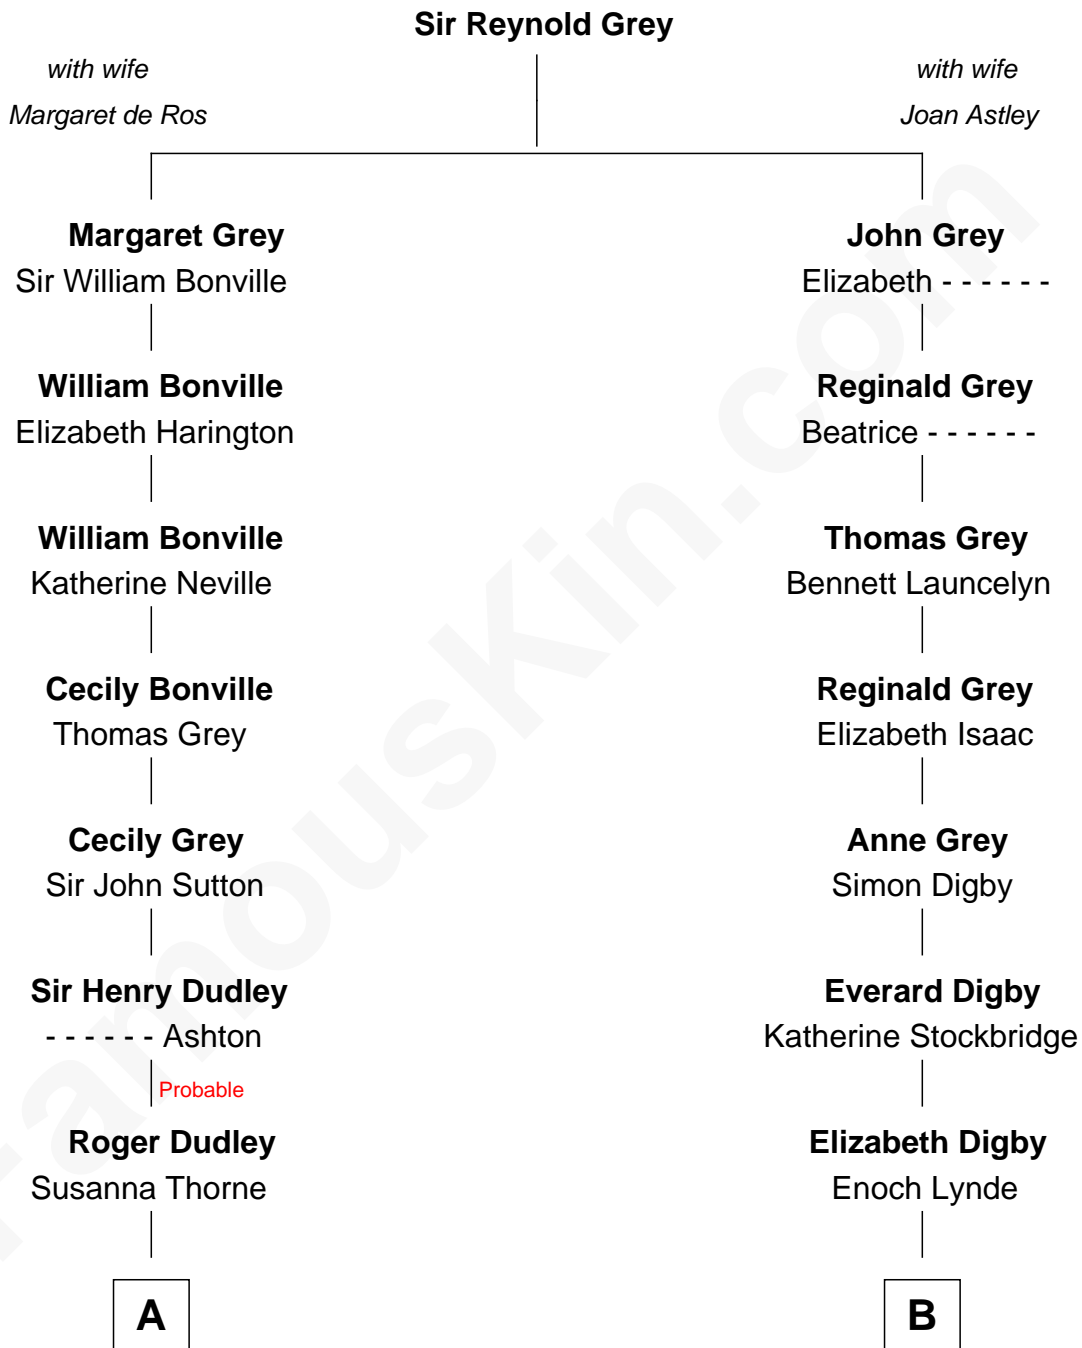 Sir Reynold Grey
with wife
Margaret de Ros
with wife
Joan Astley
Margaret Grey
Sir William Bonville
John Grey
Elizabeth - - - - - -
William Bonville
Elizabeth Harington
Reginald Grey
Beatrice - - - - - -
William Bonville
Katherine Neville
Thomas Grey
Bennett Launcelyn
Cecily Bonville
Thomas Grey
Reginald Grey
Elizabeth Isaac
Cecily Grey
Sir John Sutton
Anne Grey
Simon Digby
Sir Henry Dudley
- - - - - - Ashton
Everard Digby
Katherine Stockbridge
Probable
Roger Dudley
Susanna Thorne
Elizabeth Digby
Enoch Lynde
A
B
FamousKin.com